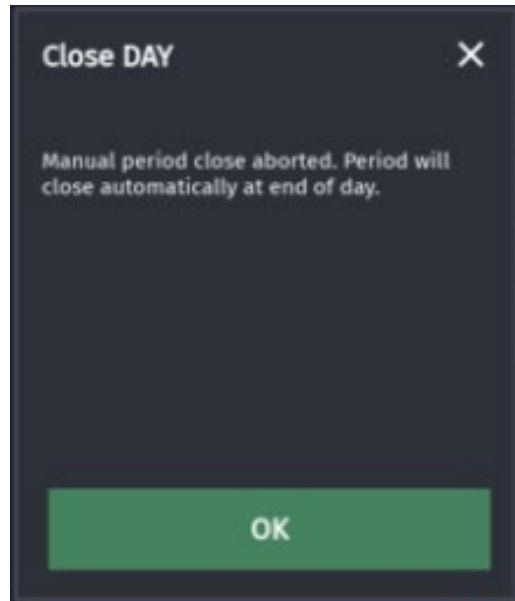 Close DAY
Manual period close aborted. Period will
close automatically at end of day.
OK